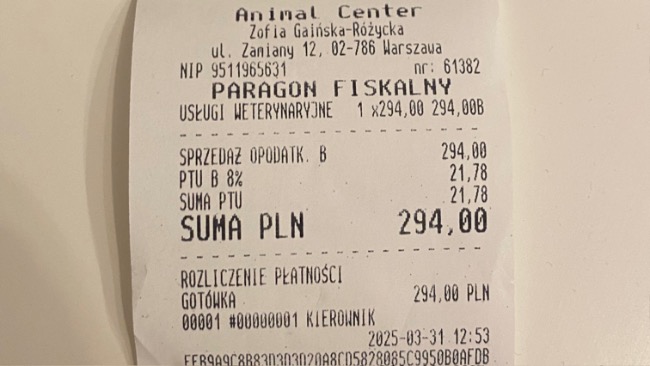 Animal Center
Zofia Gaińska-Różycka
ul. Zamiany 12, 02-786 Warszawa
NIP 9511965631 nr: 61382
PARAGON FISKALNY
USŁUGI WETERYNARYJNE 1 x294,00 294,00B
SPRZEDAŻ OPODATK. B 294,00
PTU B 8% 21,78
SUMA PTU 21,78
SUMA PLN 294,00
ROZLICZENIE PŁATNOŚCI
GOTÓWKA 294,00 PLN
00001 #00000001 KIEROWNIK
2025-03-31 12:53